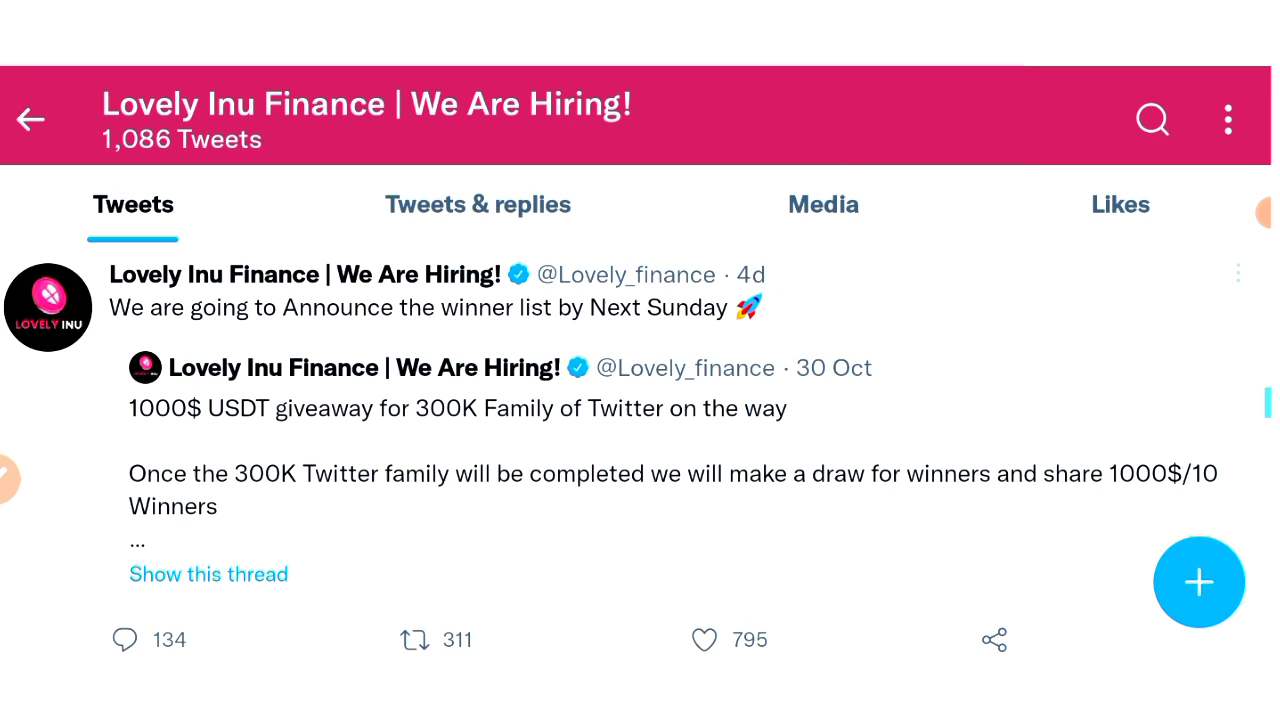 Lovely Inu Finance | We Are Hiring!
1,086 Tweets
Tweets
Tweets & replies
Media
Likes
Lovely Inu Finance | We Are Hiring! @Lovely_finance · 4d
We are going to Announce the winner list by Next Sunday 🚀
LOVELY INU
Lovely Inu Finance | We Are Hiring! @Lovely_finance · 30 Oct
1000$ USDT giveaway for 300K Family of Twitter on the way
Once the 300K Twitter family will be completed we will make a draw for winners and share 1000$/10
Winners
...
Show this thread
134
311
795